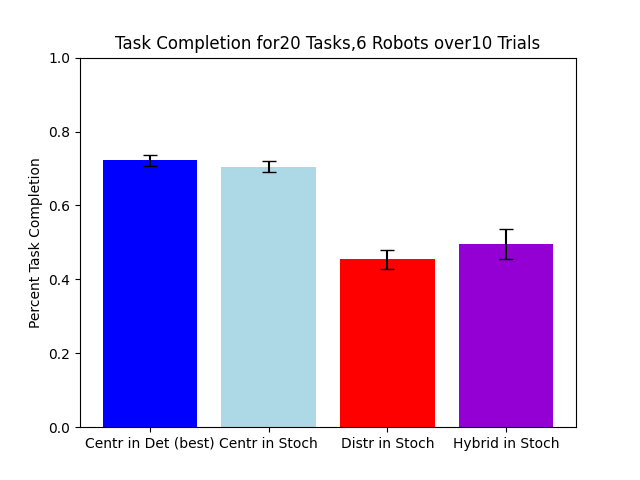 Task Completion for20 Tasks,6 Robots over10 Trials
Percent Task Completion
1.0
0.8
0.6
0.4
0.2
0.0
Centr in Det (best) Centr in Stoch Distr in Stoch Hybrid in Stoch